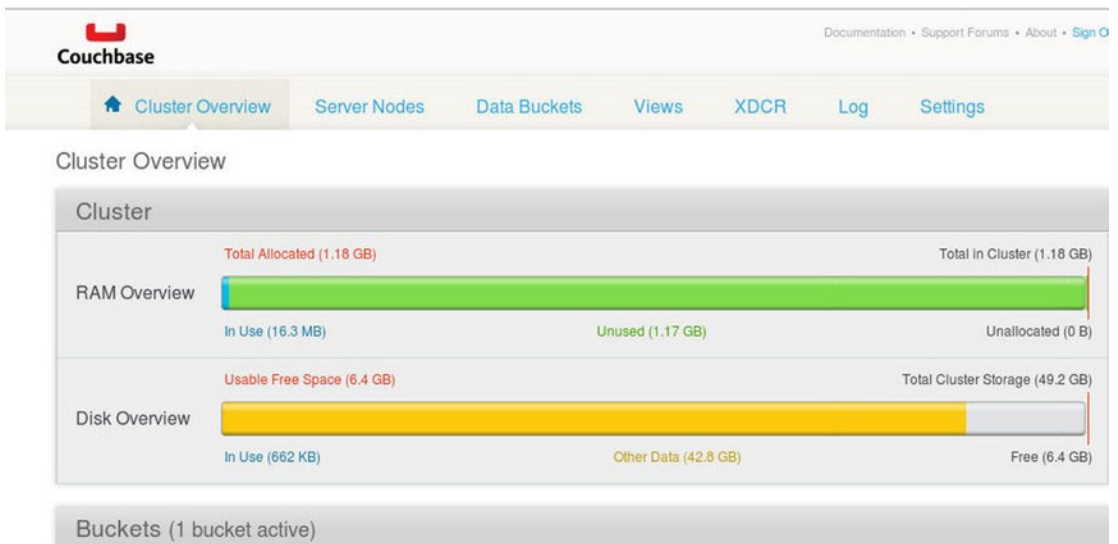 Couchbase
Documentation • Support Forums • About • Sign
Cluster Overview Server Nodes Data Buckets Views XDCR Log Settings
Cluster Overview
Cluster
Total Allocated (1.18 GB) Total in Cluster (1.18 GB)
RAM Overview
In Use (16.3 MB) Unused (1.17 GB) Unallocated (0 B)
Usable Free Space (6.4 GB) Total Cluster Storage (49.2 GB)
Disk Overview
In Use (662 KB) Other Data (42.8 GB) Free (6.4 GB)
Buckets (1 bucket active)